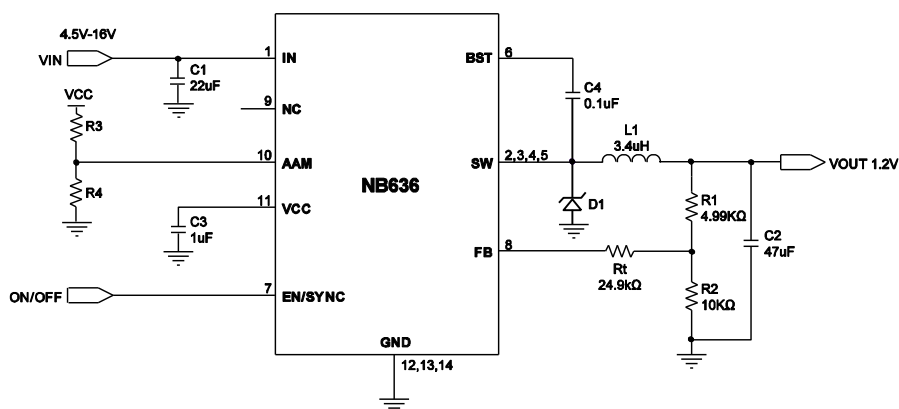 4.5V-16V
VIN
C1
22uF
1
IN
BST
6
C4
0.1uF
VCC
R3
9
NC
10
AAM
SW
2,3,4,5
L1
3.4uH
VOUT 1.2V
NB636
R4
11
VCC
C3
1uF
D1
R1
4.99KΩ
FB
8
Rt
24.9kΩ
C2
47uF
R2
10KΩ
ON/OFF
7
EN/SYNC
GND
12,13,14